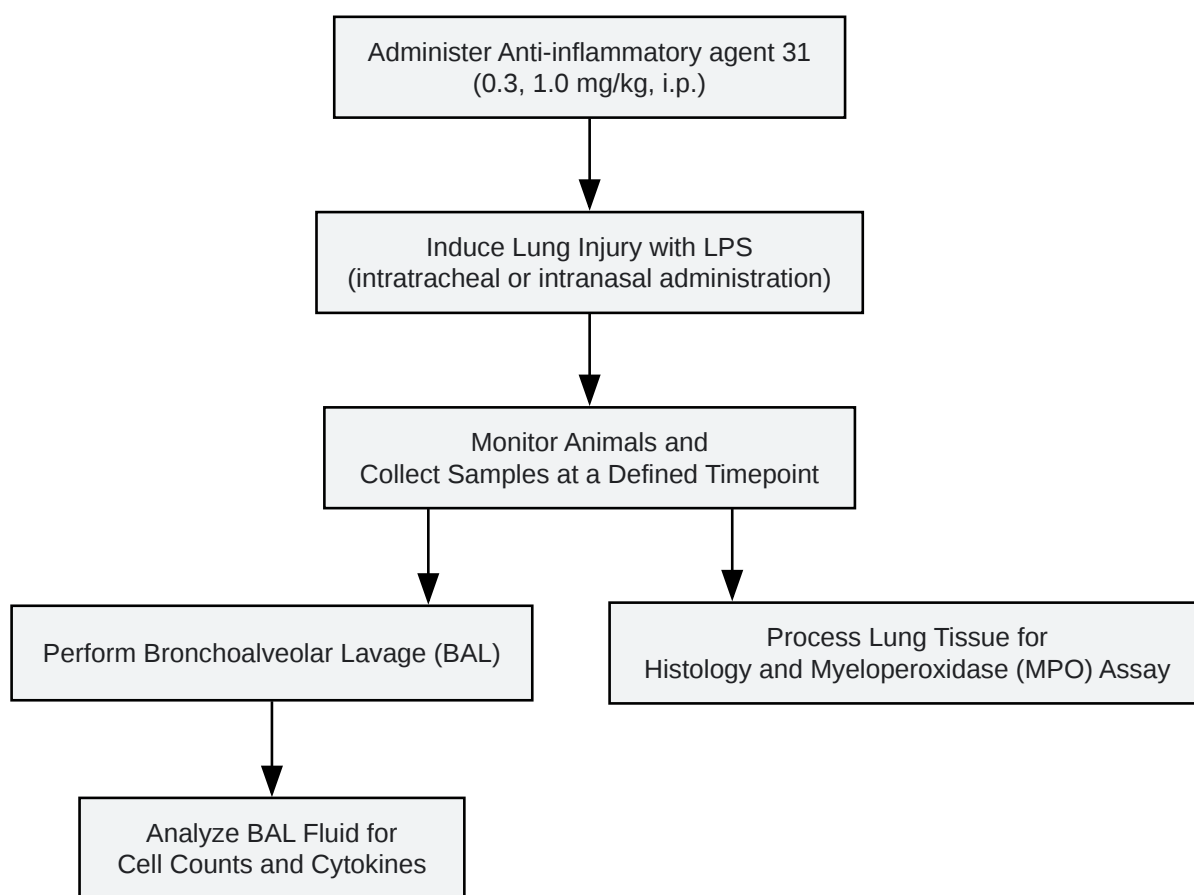 Administer Anti-inflammatory agent 31
(0.3, 1.0 mg/kg, i.p.)
Induce Lung Injury with LPS
(intratracheal or intranasal administration)
Monitor Animals and
Collect Samples at a Defined Timepoint
Perform Bronchoalveolar Lavage (BAL)
Process Lung Tissue for
Histology and Myeloperoxidase (MPO) Assay
Analyze BAL Fluid for
Cell Counts and Cytokines